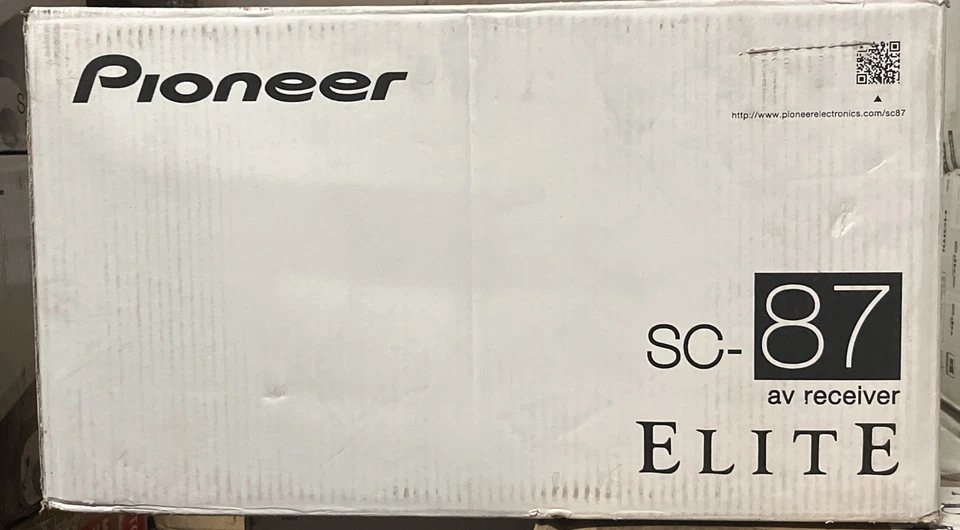 Pioneer
http://www.pioneerelectronics.com/sc87
SC-87
av receiver
ELITE